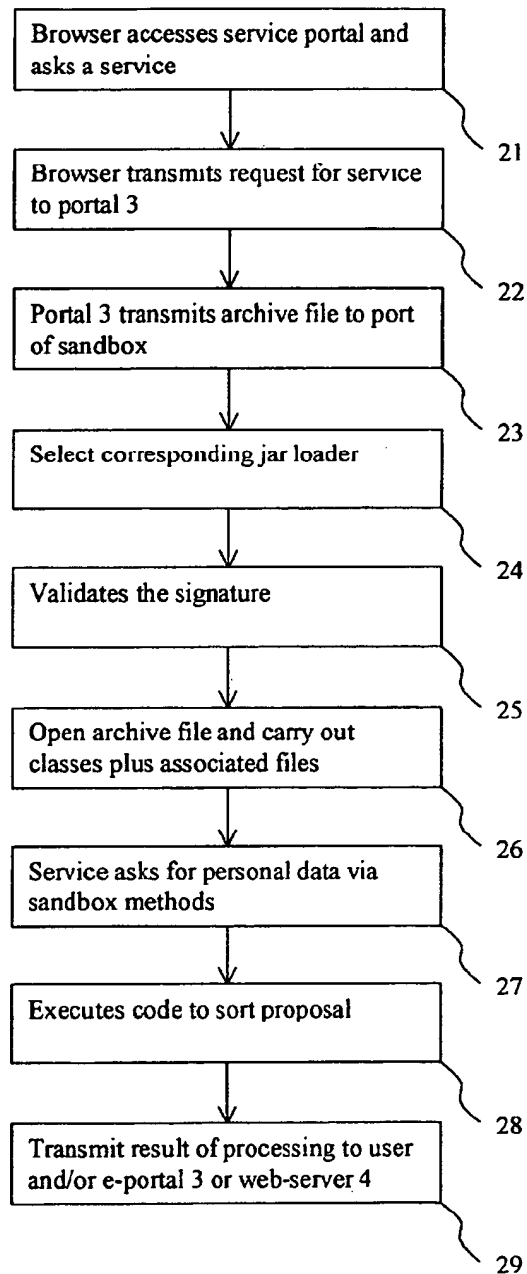 Browser accesses service portal and
asks a service
21
Browser transmits request for service
to portal 3
22
Portal 3 transmits archive file to port
of sandbox
23
Select corresponding jar loader
24
Validates the signature
25
Open archive file and carry out
classes plus associated files
26
Service asks for personal data via
sandbox methods
27
Executes code to sort proposal
28
Transmit result of processing to user
and/or e-portal 3 or web-server 4
29